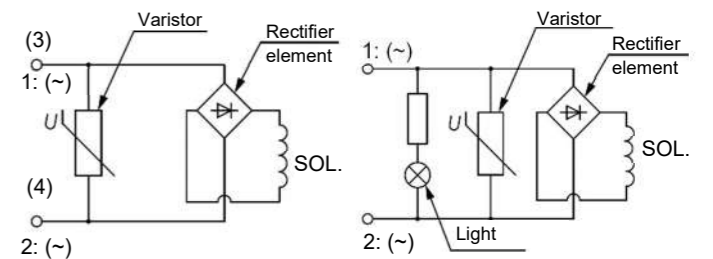 Varistor
(3)
Rectifier
element
1: (~)
U
SOL.
(4)
2: (~)
Varistor
1: (~)
Rectifier
element
U
SOL.
Light
2: (~)